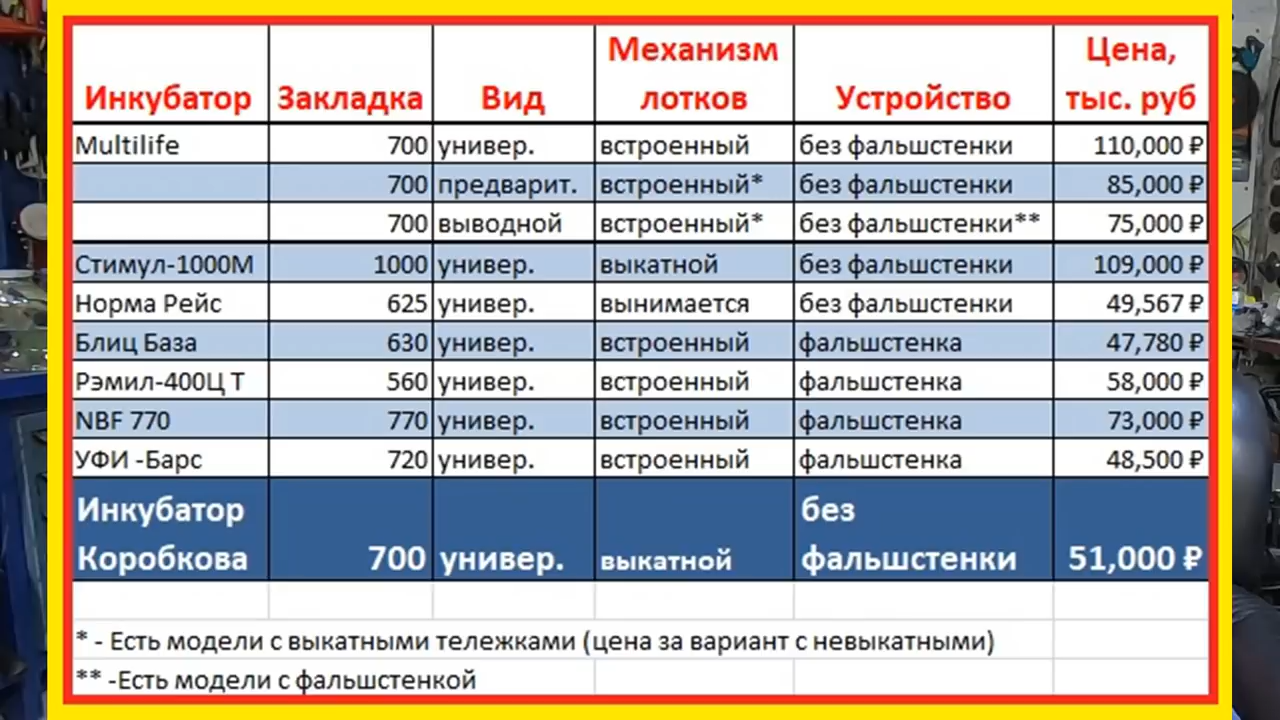 Инкубатор Закладка Вид Механизм лотков Устройство Цена, тыс. руб
Multilife 700 универ. встроенный без фальшстенки 110,000 ₽
700 предварит. встроенный* без фальшстенки 85,000 ₽
700 выводной встроенный* без фальшстенки** 75,000 ₽
Стимул-1000М 1000 универ. выкатной без фальшстенки 109,000 ₽
Норма Рейс 625 универ. вынимается без фальшстенки 49,567 ₽
Блиц База 630 универ. встроенный фальшстенка 47,780 ₽
Рэмил-400Ц Т 560 универ. встроенный фальшстенка 58,000 ₽
NBF 770 770 универ. встроенный фальшстенка 73,000 ₽
УФИ -Барс 720 универ. встроенный фальшстенка 48,500 ₽
Инкубатор Коробкова 700 универ. выкатной без фальшстенки 51,000 ₽
* - Есть модели с выкатными тележками (цена за вариант с невыкатными)
** -Есть модели с фальшстенкой